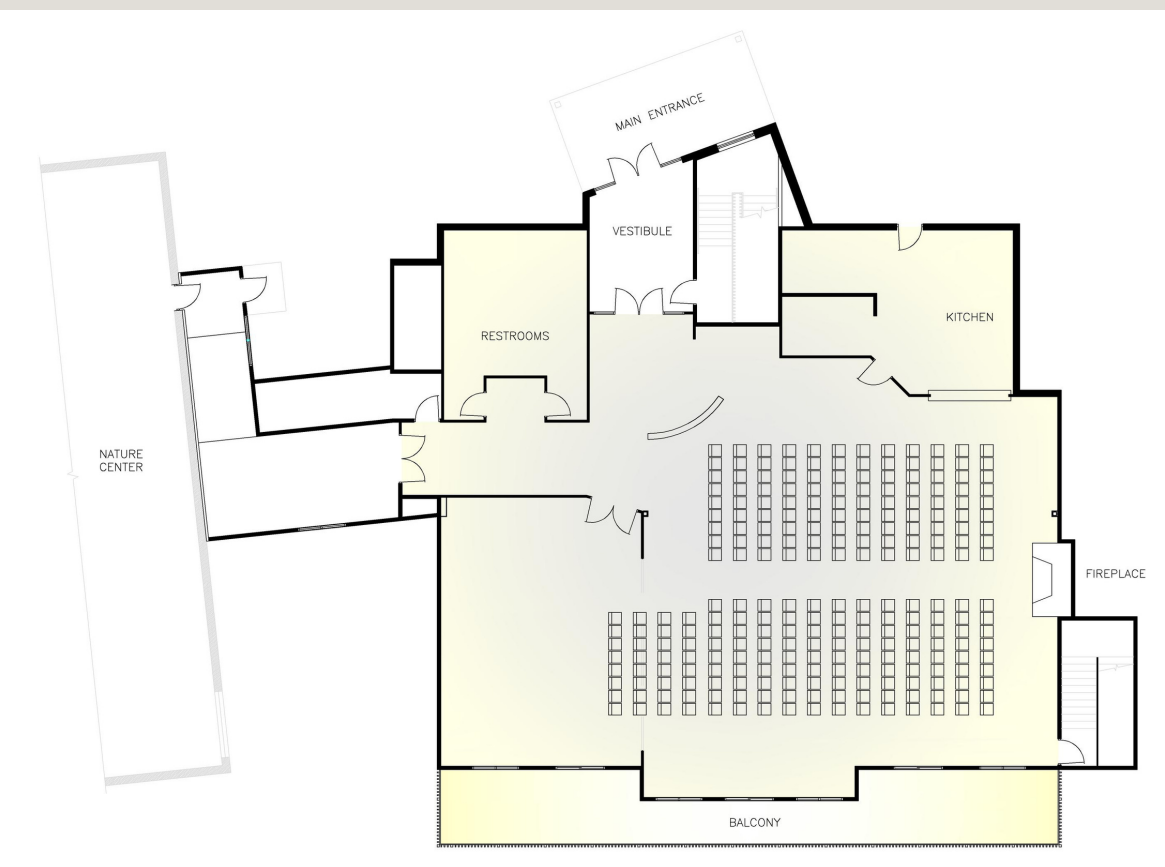 MAIN ENTRANCE
VESTIBULE
KITCHEN
RESTROOMS
NATURE
CENTER
FIREPLACE
BALCONY